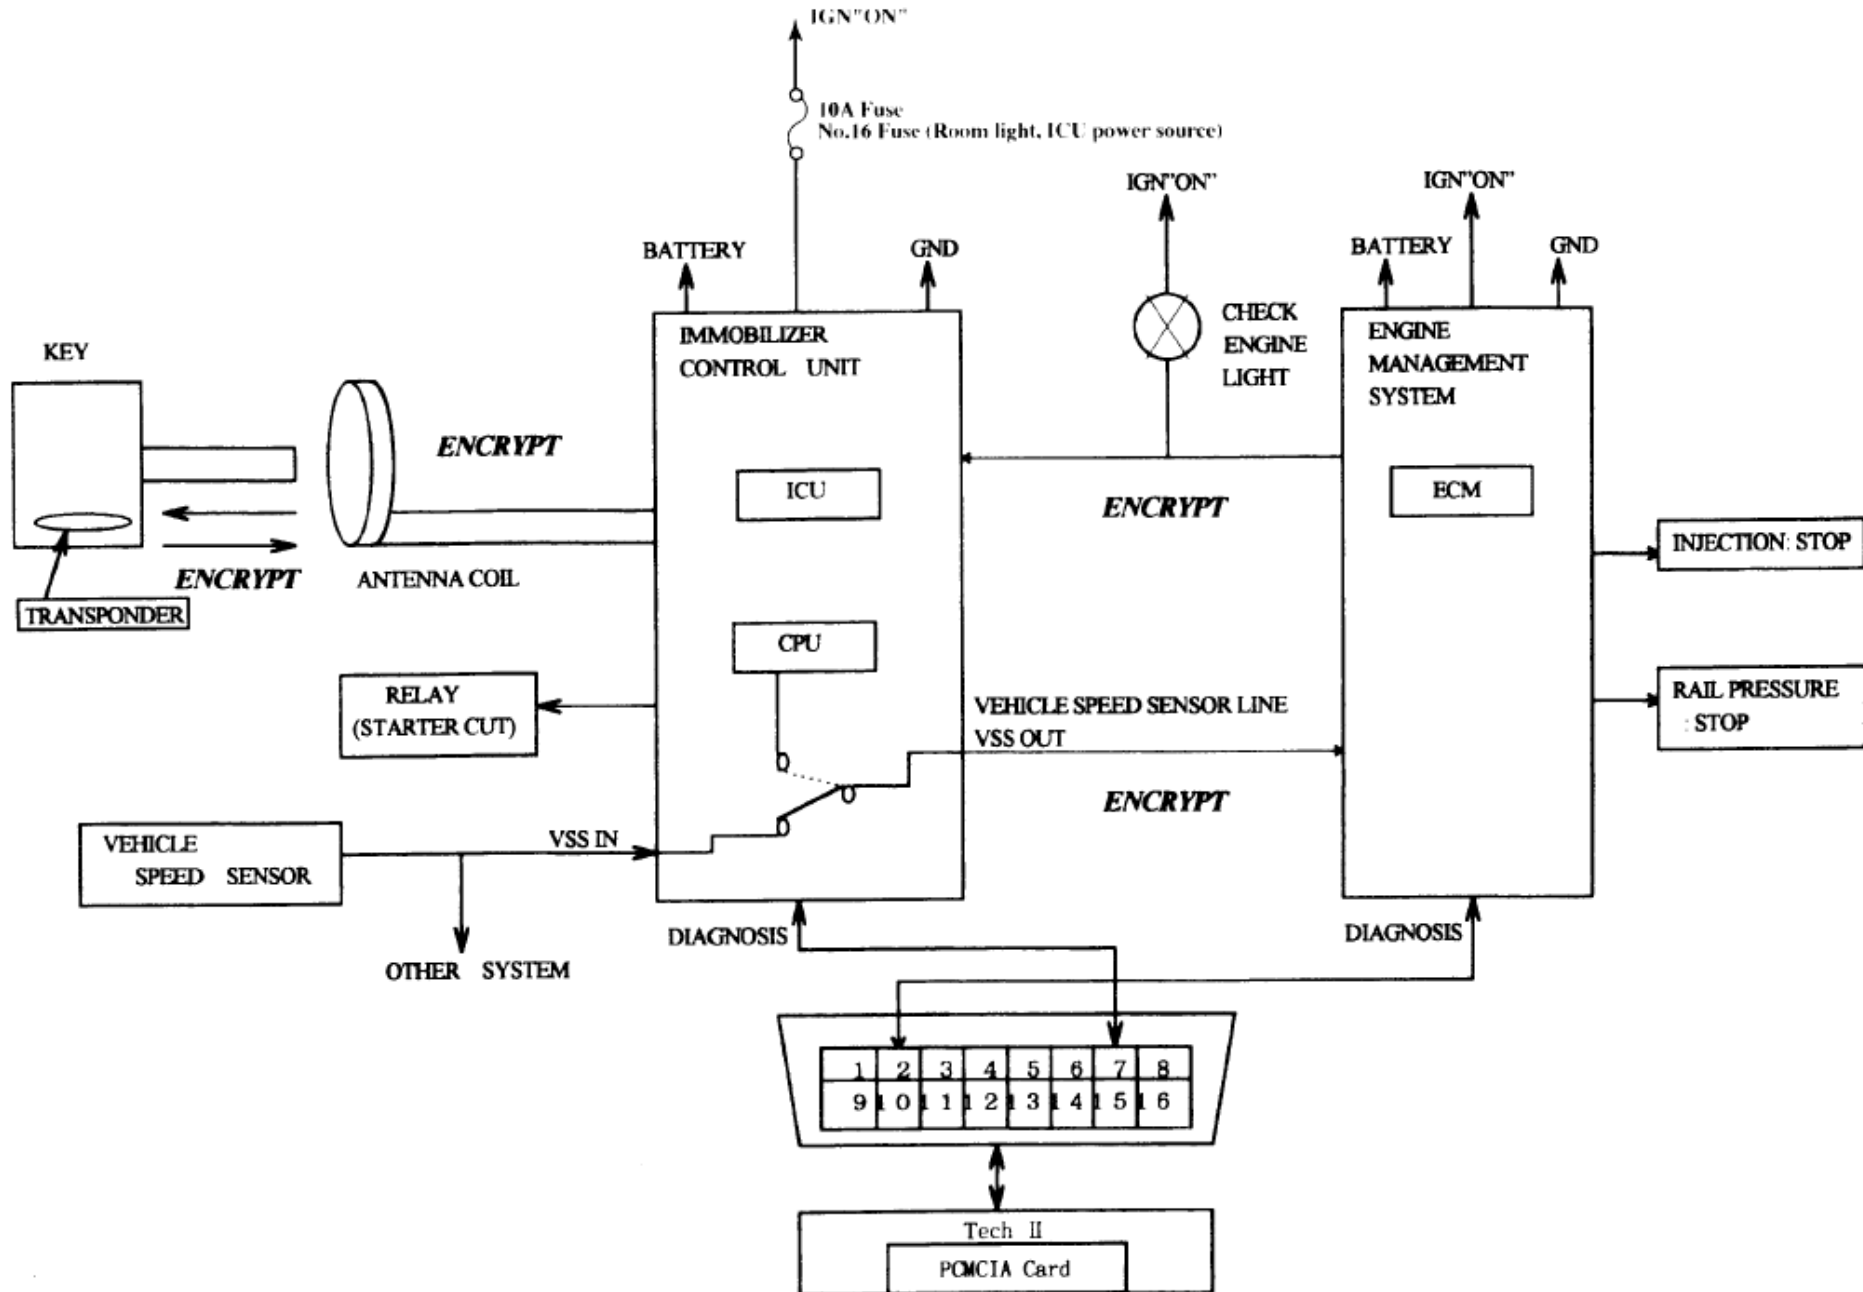 IGN"ON"
10A Fuse
No.16 Fuse (Room light, ICU power source)
IGN"ON"
IGN"ON"
BATTERY
GND
BATTERY
GND
KEY
IMMOBILIZER
CONTROL UNIT
CHECK
ENGINE
LIGHT
ENGINE
MANAGEMENT
SYSTEM
ENCRYPT
ICU
ENCRYPT
ECM
INJECTION: STOP
ENCRYPT
ANTENNA COIL
TRANSPONDER
CPU
RELAY
(STARTER CUT)
VEHICLE SPEED SENSOR LINE
VSS OUT
RAIL PRESSURE
: STOP
ENCRYPT
VEHICLE
SPEED SENSOR
VSS IN
OTHER SYSTEM
DIAGNOSIS
DIAGNOSIS
1 2 3 4 5 6 7 8
9 10 11 12 13 14 15 16
Tech II
PCMCIA Card